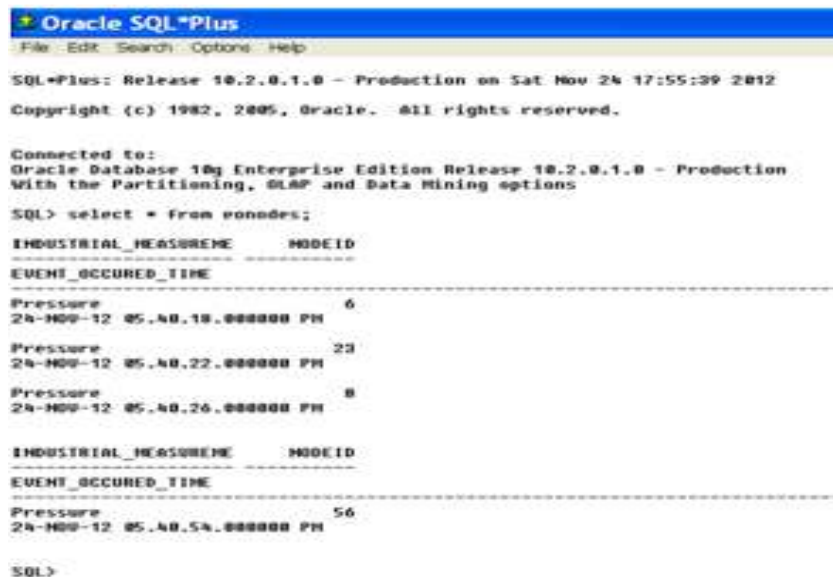 Oracle SQL*Plus
File Edit Search Options Help
SQL*Plus: Release 10.2.0.1.0 - Production on Sat Nov 24 17:55:39 2012
Copyright (c) 1982, 2005, Oracle. All rights reserved.
Connected to:
Oracle Database 10g Enterprise Edition Release 10.2.0.1.0 - Production
With the Partitioning, OLAP and Data Mining options
SQL> select * from
INDUSTRIAL_MEASUREME NODEID
EVENT_OCCURED_TIME
Pressure 6
24-NOV-12 05.40.18.000000 PM
Pressure 23
24-NOV-12 05.40.22.000000 PM
Pressure
24-NOV-12 05.40.26.000000 PM
INDUSTRIAL_MEASUREME NODEID
EVENT_OCCURED_TIME
Pressure 56
24-NOV-12 05.40.54.000000 PM
SQL>